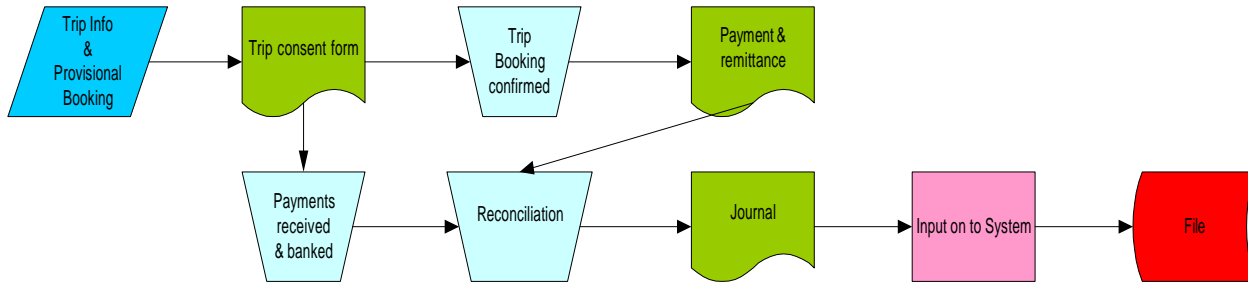 Trip Info
&
Provisional
Booking
Trip consent form
Trip
Booking
confirmed
Payment &
remittance
Payments
received
& banked
Reconciliation
Journal
Input on to System
File